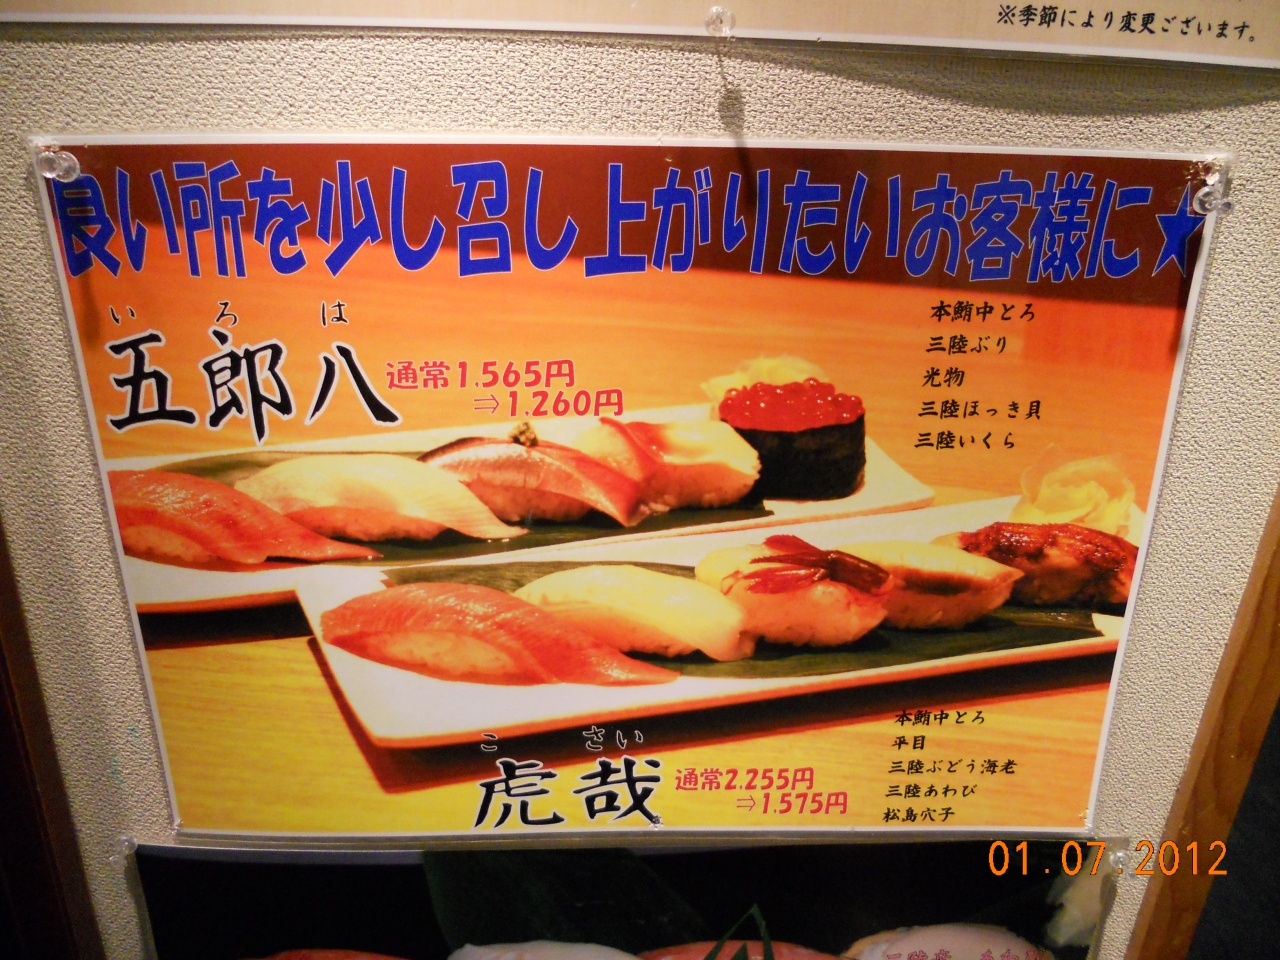 ※季節により変更ございます。
良い所を少し召し上がりたいお客様に★
いろは
五郎八
通常1.565円
⇒1.260円
本鮪中とろ
三陸ぶり
光物
三陸ほっき貝
三陸いくら
こさい
虎哉
通常2.255円
⇒1.575円
本鮪中とろ
平目
三陸ぶどう海老
三陸あわび
松島穴子
01.07.2012